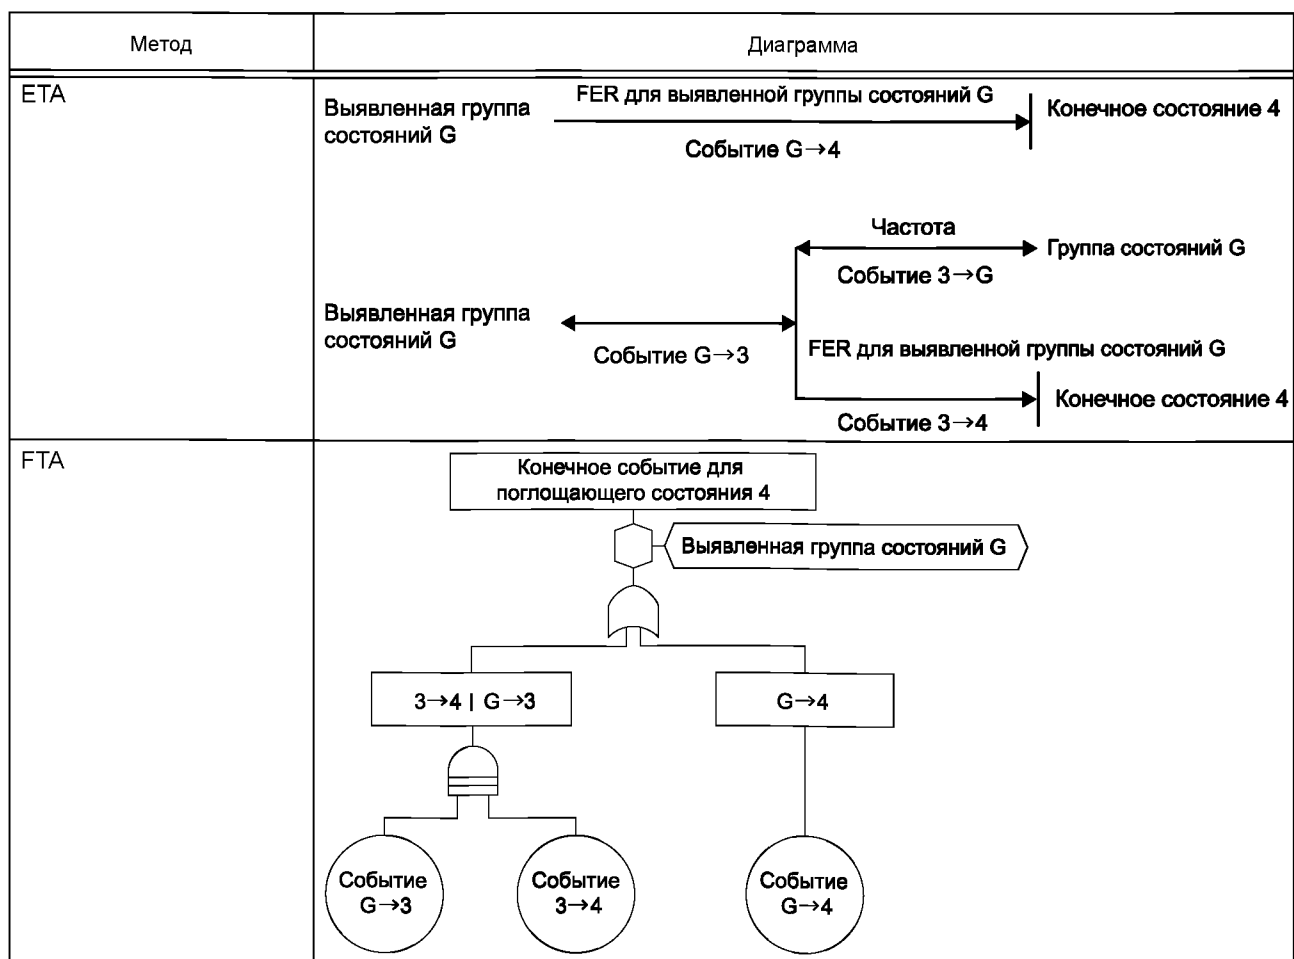 Метод
Диаграмма
ETA
FER для выявленной группы состояний G
Выявленная группа
состояний G
Конечное состояние 4
Событие G→4
Частота
Группа состояний G
Событие 3→G
Выявленная группа
состояний G
Событие G→3
FER для выявленной группы состояний G
Конечное состояние 4
Событие 3→4
FTA
Конечное событие для
поглощающего состояния 4
Выявленная группа состояний G
3→4 | G→3
G→4
Событие
G→3
Событие
3→4
Событие
G→4